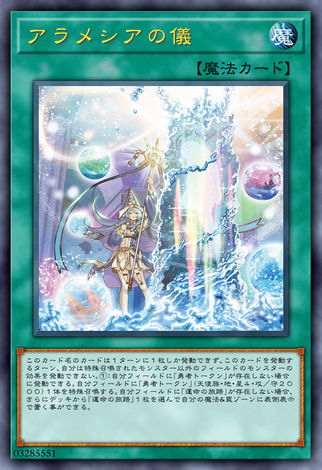 アラメシアの儀
魔
【魔法カード】
このカード名のカードは１ターンに１枚しか発動できず、このカードを発動す
るターン、自分は特殊召喚されたモンスター以外のフィールドのモンスターの
効果を発動できない。①：自分フィールドに「勇者トークン」が存在しない場合
に発動できる。自分フィールドに「勇者トークン」（天使族・地・星４・攻／守２０
００）１体を特殊召喚する。自分フィールドに「運命の旅路」が存在しない場合、
さらにデッキから「運命の旅路」１枚を選んで自分の魔法＆罠ゾーンに表側表示
で置く事ができる。
03285551